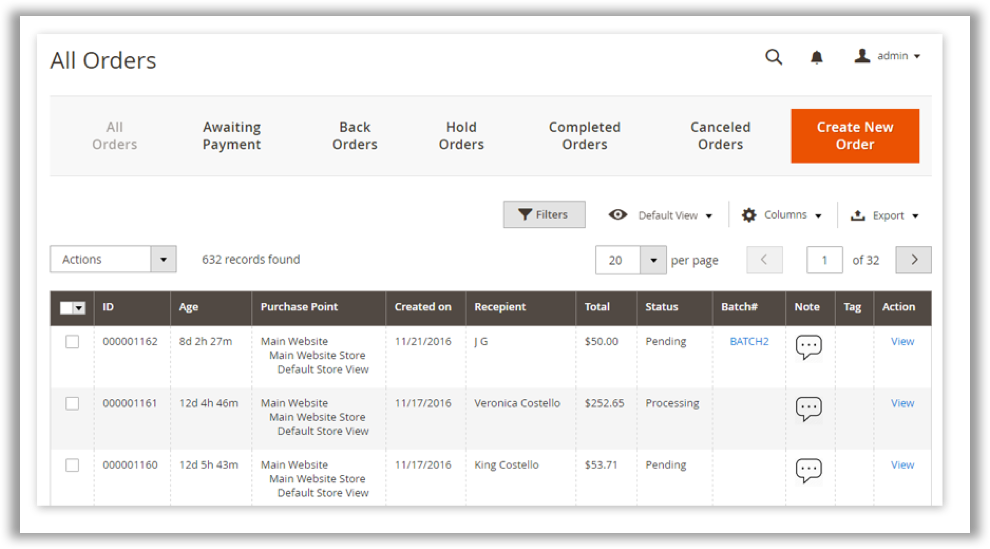 All Orders
admin
All Orders
Awaiting Payment
Back Orders
Hold Orders
Completed Orders
Canceled Orders
Create New Order
Filters
Default View
Columns
Export
Actions
632 records found
20 per page
1 of 32
ID Age Purchase Point Created on Recepient Total Status Batch# Note Tag Action
000001162 8d 2h 27m Main Website 11/21/2016 J G $50.00 Pending BATCH2 View
Main Website Store
Default Store View
000001161 12d 4h 46m Main Website 11/17/2016 Veronica Costello $252.65 Processing View
Main Website Store
Default Store View
000001160 12d 5h 43m Main Website 11/17/2016 King Costello $53.71 Pending View
Main Website Store
Default Store View